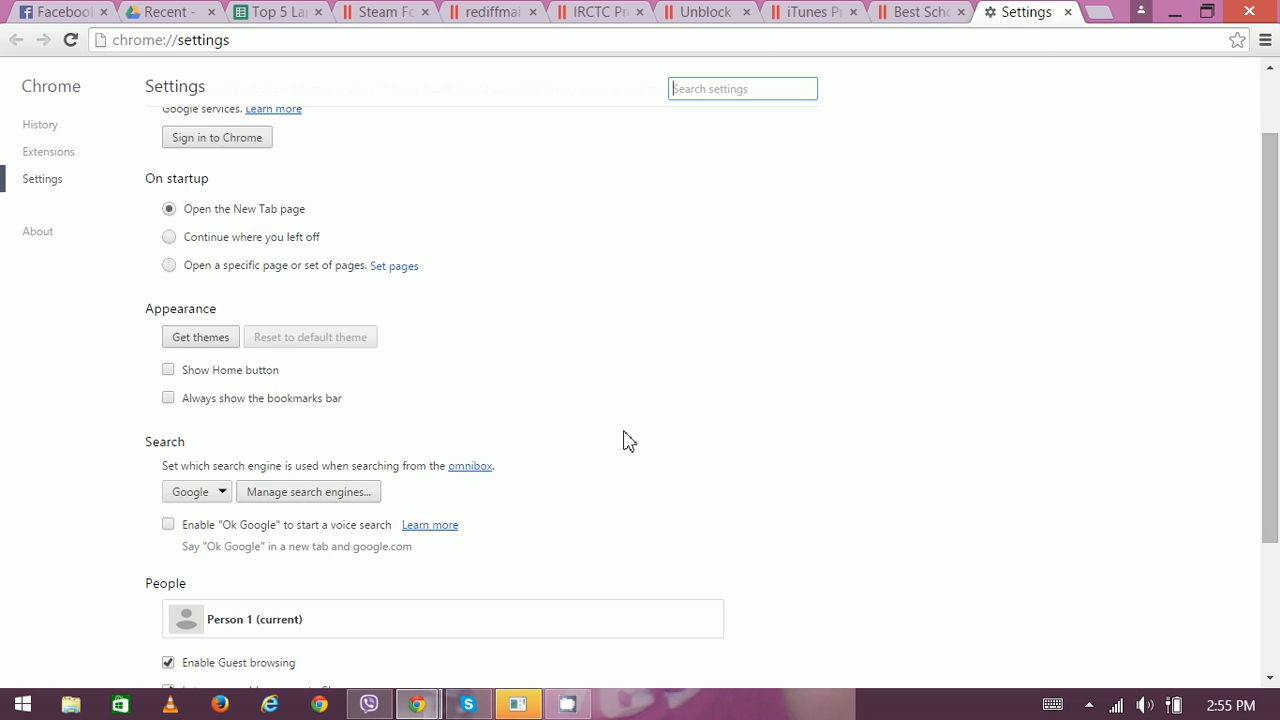 Facebook
Recent -
Top 5 La
Steam Fo
rediffmai
IRCTC Pr
Unblock
iTunes Pr
Best Sch
Settings
chrome://settings
Chrome
Settings
Search settings
History
Extensions
Settings
About
Google services. Learn more
Sign in to Chrome
On startup
Open the New Tab page
Continue where you left off
Open a specific page or set of pages. Set pages
Appearance
Get themes
Reset to default theme
Show Home button
Always show the bookmarks bar
Search
Set which search engine is used when searching from the omnibox.
Google
Manage search engines...
Enable "Ok Google" to start a voice search Learn more
Say "Ok Google" in a new tab and google.com
People
Person 1 (current)
Enable Guest browsing
2:55 PM